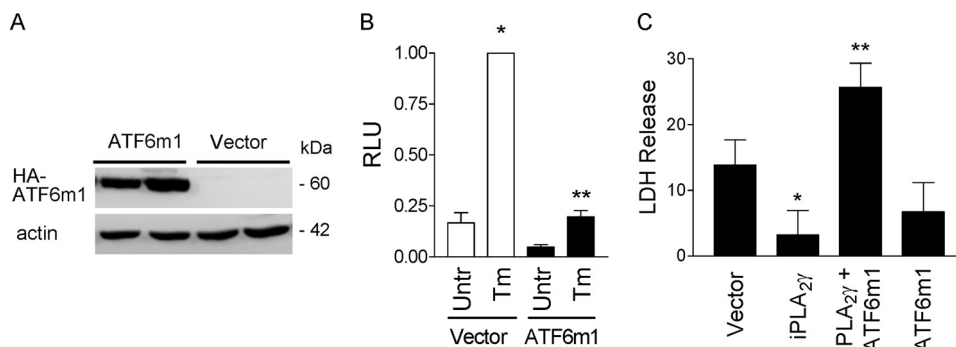 A
ATF6m1 Vector kDa
HA-
ATF6m1
- 60
actin
- 42
B
RLU
1.00
0.75
0.50
0.25
0.00
*
**
Untr
Tm
Untr
Tm
Vector ATF6m1
C
LDH Release
30
20
10
0
*
**
Vector
iPLA₂γ
PLA₂γ +
ATF6m1
ATF6m1